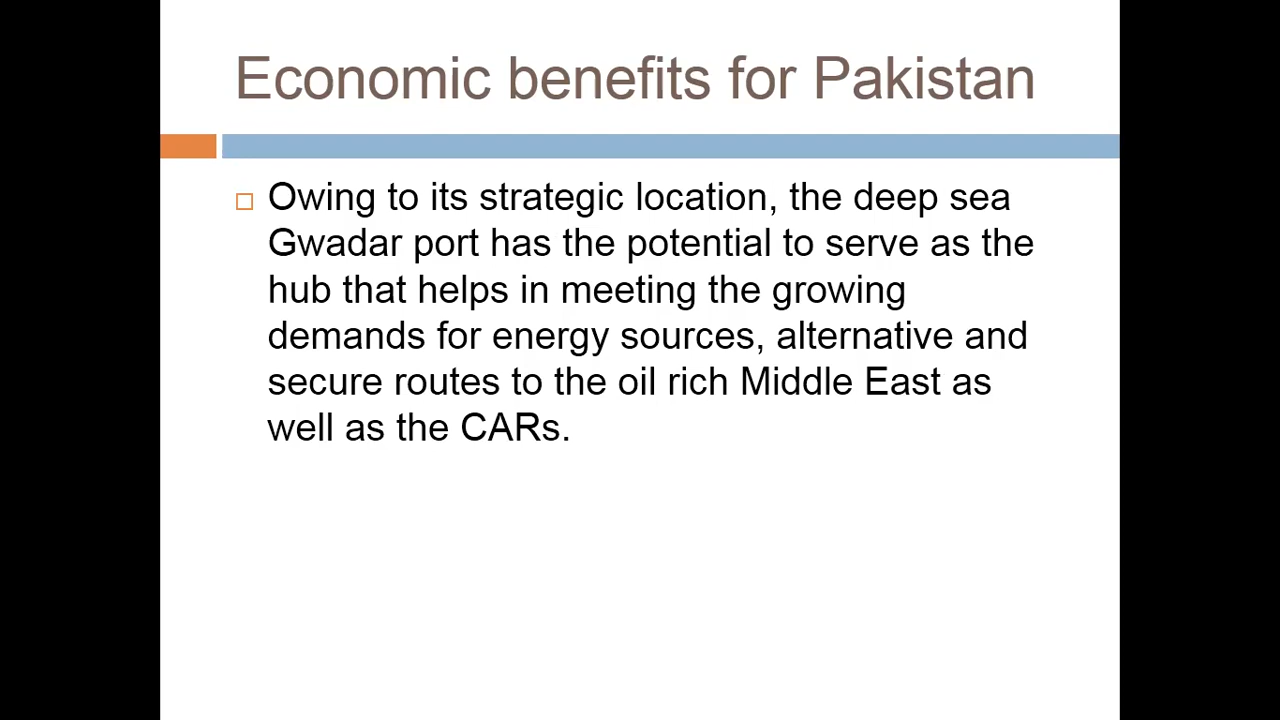 Economic benefits for Pakistan
Owing to its strategic location, the deep sea
Gwadar port has the potential to serve as the
hub that helps in meeting the growing
demands for energy sources, alternative and
secure routes to the oil rich Middle East as
well as the CARs.